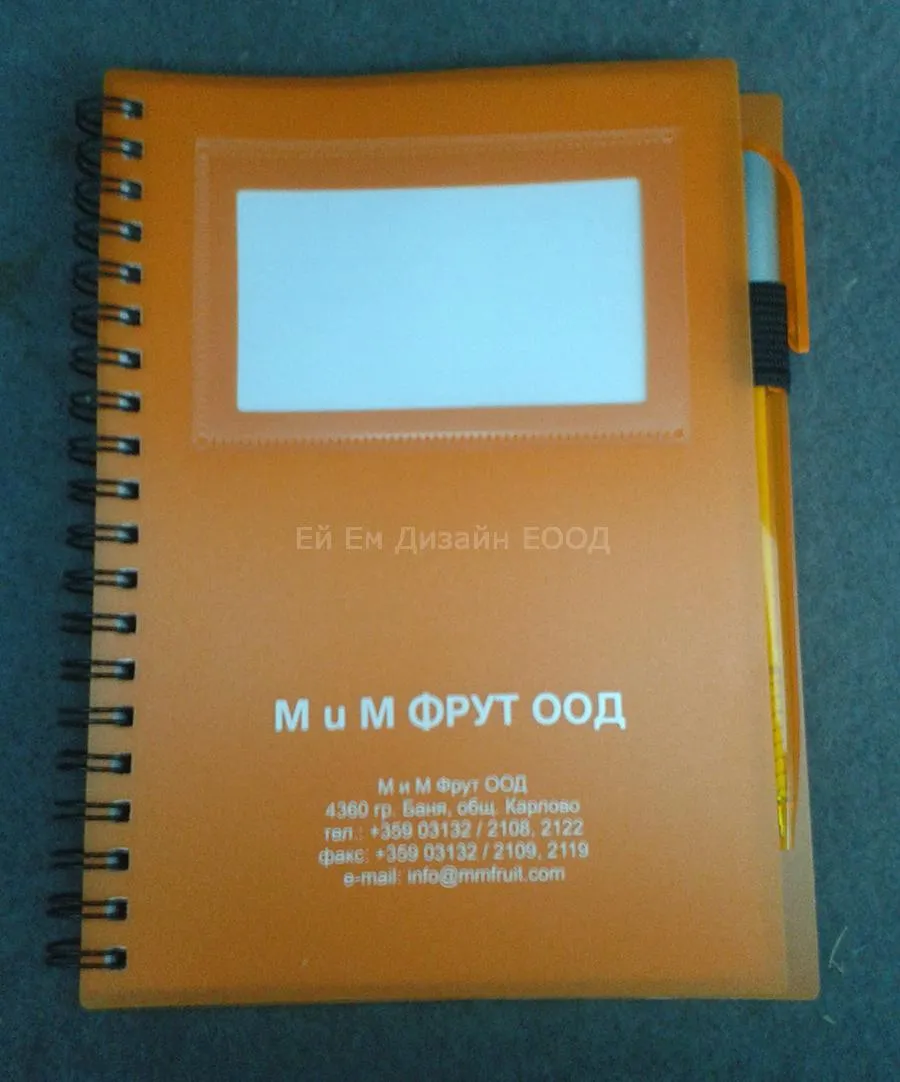 Ей Ем Дизайн ЕООД
М и М ФРУТ ООД
М и М Фрут ООД
4360 гр. Баня, общ. Карлово
тел.: +359 03132 / 2108, 2122
факс: +359 03132 / 2109, 2119
e-mail: info@mmfruit.com